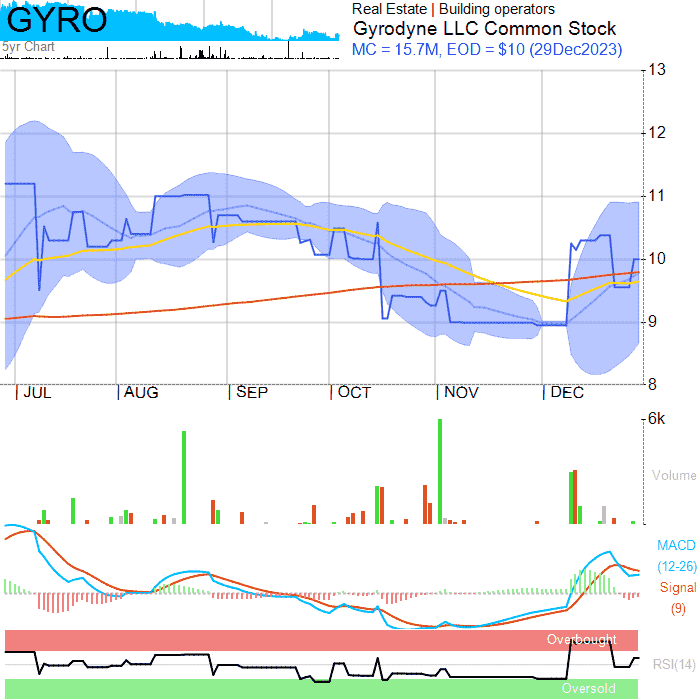 GYRO
5yr Chart
Real Estate | Building operators
Gyrodyne LLC Common Stock
MC = 15.7M, EOD = $10 (29Dec2023)
13
12
11
10
9
8
JUL AUG SEP OCT NOV DEC
6k
Volume
MACD
(12-26)
Signal
(9)
Overbought
RSI(14)
Oversold